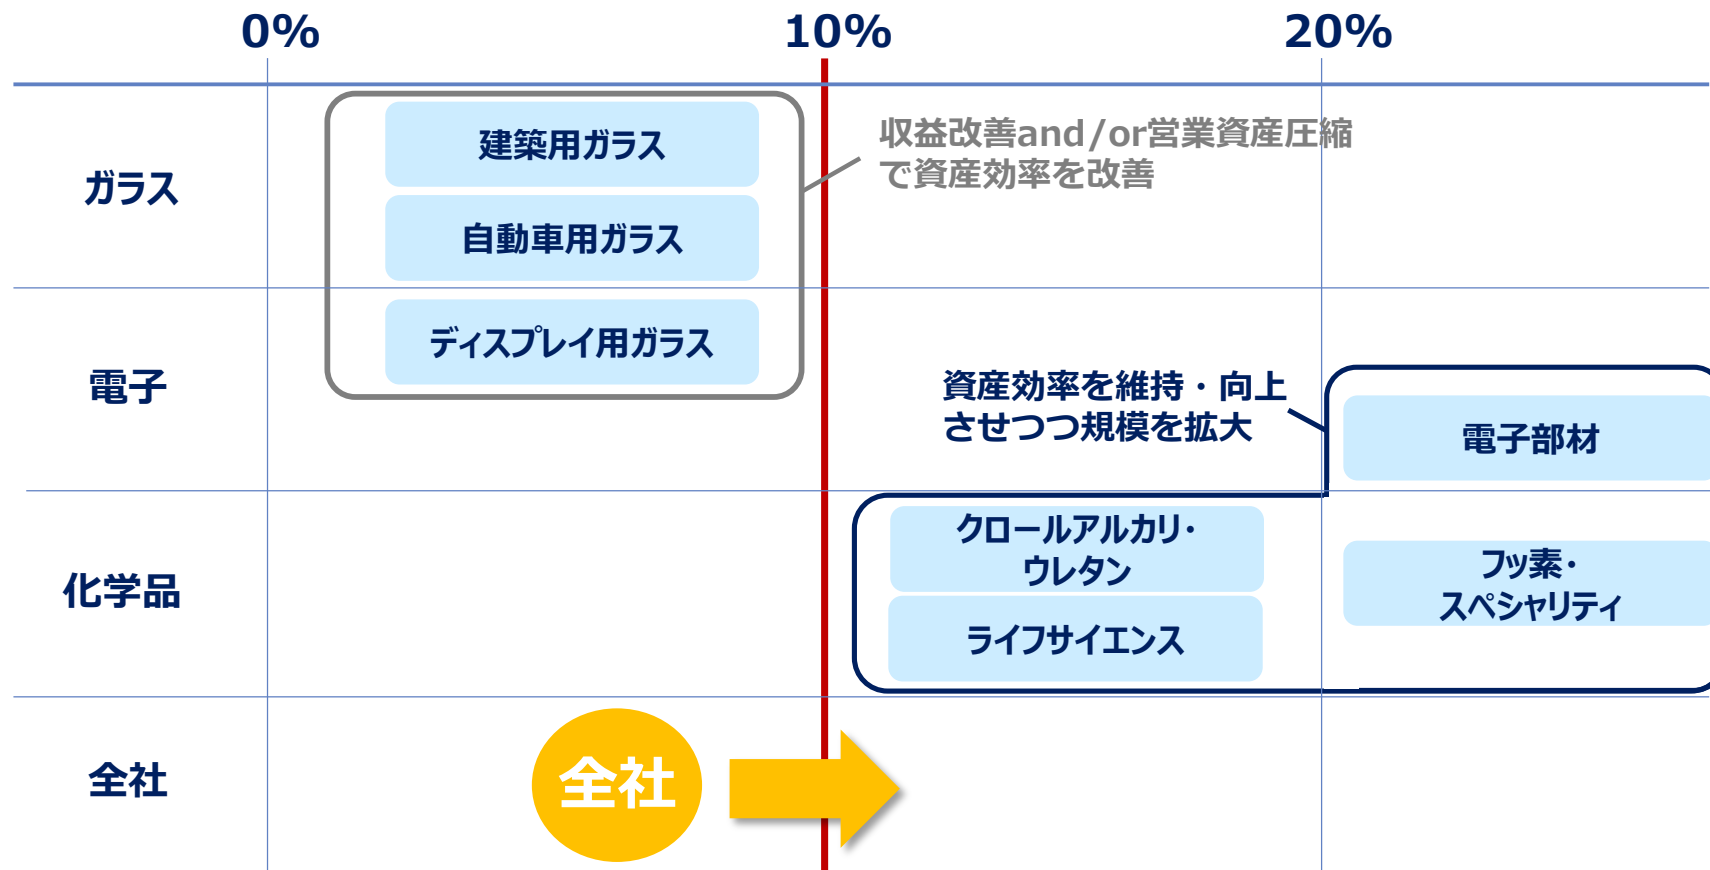 0%
10%
20%
ガラス
建築用ガラス
自動車用ガラス
収益改善and/or営業資産圧縮
で資産効率を改善
電子
ディスプレイ用ガラス
資産効率を維持・向上
させつつ規模を拡大
電子部材
化学品
クロールアルカリ・
ウレタン
ライフサイエンス
フッ素・
スペシャリティ
全社
全社